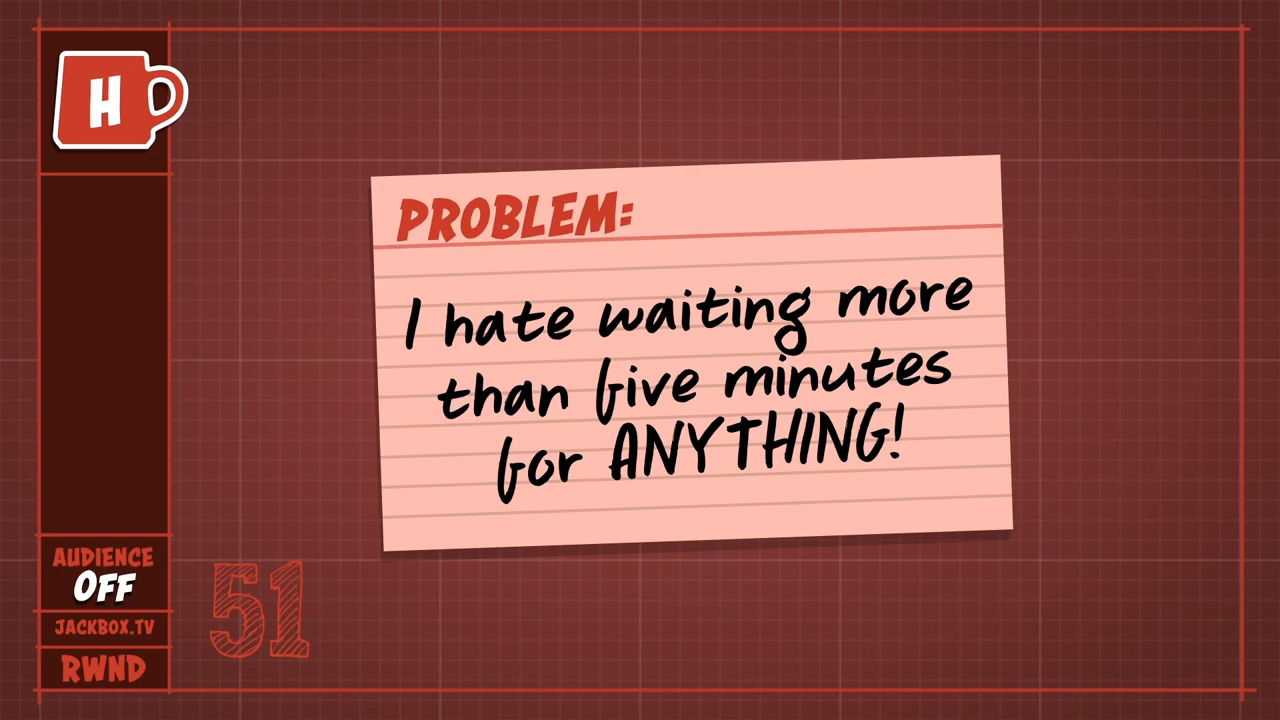 H
PROBLEM:
I hate waiting more
than five minutes
for ANYTHING!
AUDIENCE
OFF
JACKBOX.TV
RWND
51